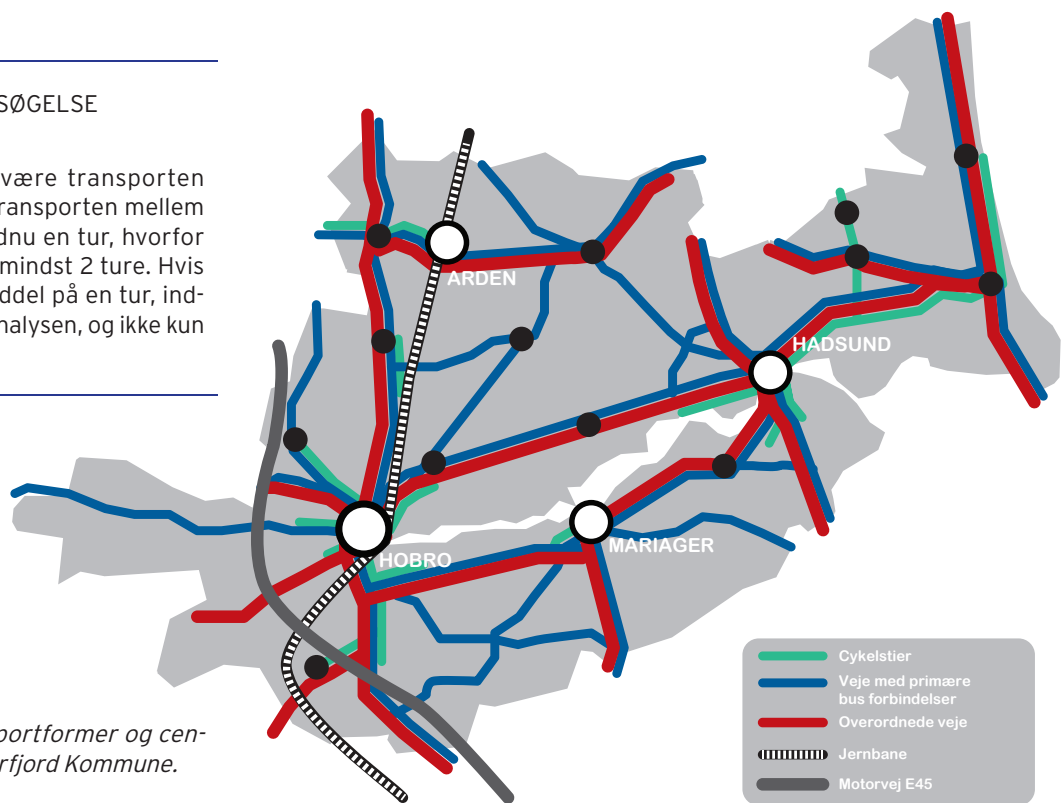 SØGELSE
være transporten
ransporten mellem
dnu en tur, hvorfor
mindst 2 ture. Hvis
ddel på en tur, ind-
nalysen, og ikke kun
ARDEN
HADSUND
HOBRO
MARIAGER
portformer og cen-
rfjord Kommune.
Cykelstier
Veje med primære
bus forbindelser
Overordnede veje
Jernbane
Motorvej E45